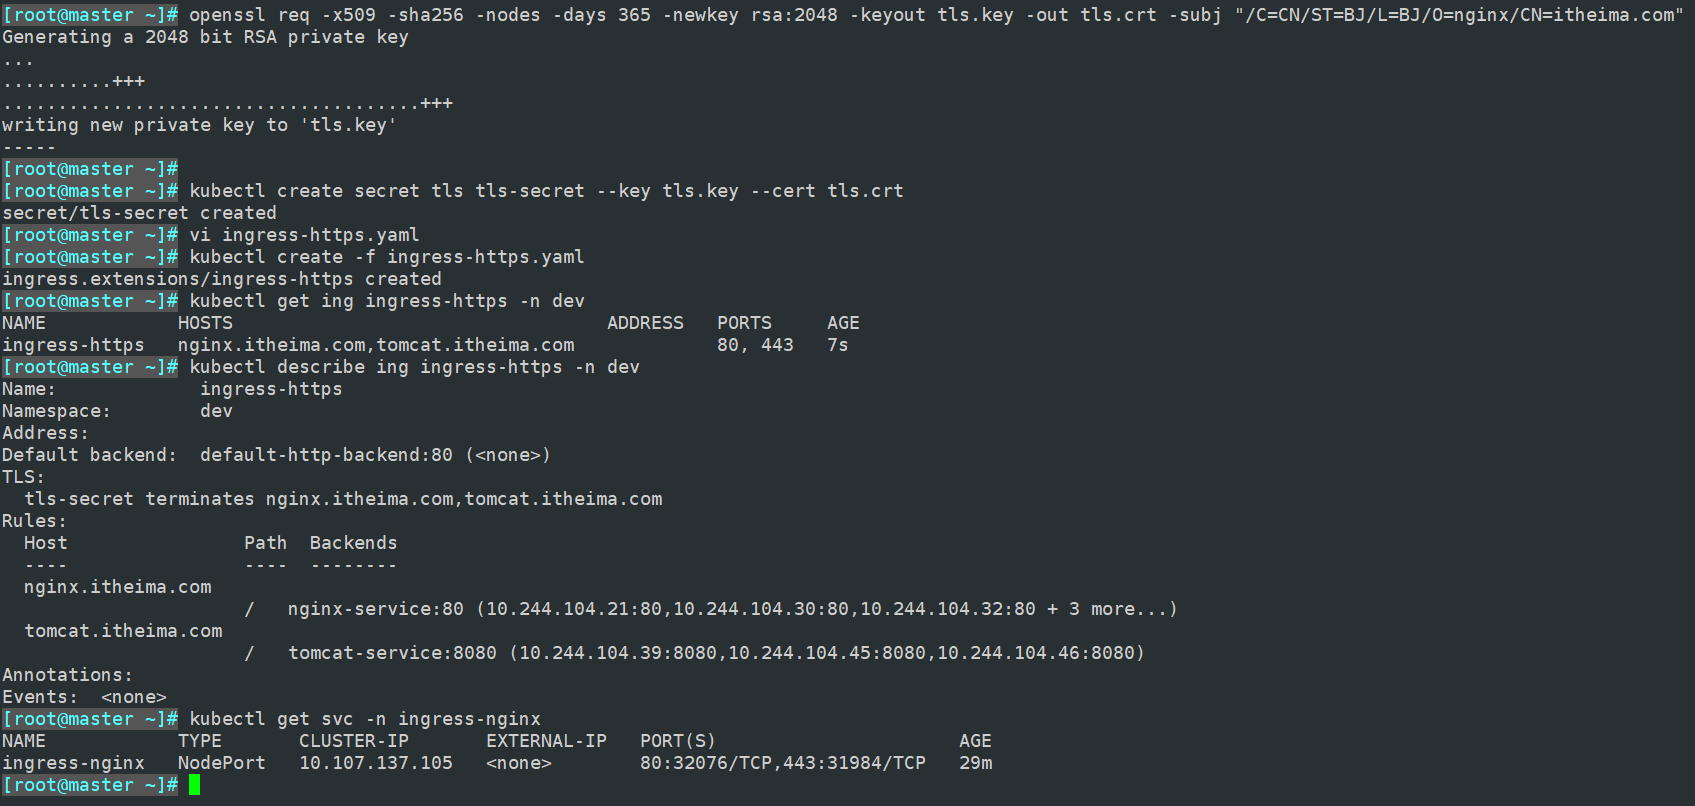 [root@master ~]# openssl req -x509 -sha256 -nodes -days 365 -newkey rsa:2048 -keyout tls.key -out tls.crt -subj "/C=CN/ST=BJ/L=BJ/O=nginx/CN=itheima.com"
Generating a 2048 bit RSA private key
...
..........+++
......................................+++
writing new private key to 'tls.key'
-----
[root@master ~]#
[root@master ~]# kubectl create secret tls tls-secret --key tls.key --cert tls.crt
secret/tls-secret created
[root@master ~]# vi ingress-https.yaml
[root@master ~]# kubectl create -f ingress-https.yaml
ingress.extensions/ingress-https created
[root@master ~]# kubectl get ing ingress-https -n dev
NAME            HOSTS                                  ADDRESS   PORTS     AGE
ingress-https   nginx.itheima.com,tomcat.itheima.com             80, 443   7s
[root@master ~]# kubectl describe ing ingress-https -n dev
Name:             ingress-https
Namespace:        dev
Address:
Default backend:  default-http-backend:80 (<none>)
TLS:
  tls-secret terminates nginx.itheima.com,tomcat.itheima.com
Rules:
  Host                Path  Backends
  ----                ----  --------
  nginx.itheima.com
                      /   nginx-service:80 (10.244.104.21:80,10.244.104.30:80,10.244.104.32:80 + 3 more...)
  tomcat.itheima.com
                      /   tomcat-service:8080 (10.244.104.39:8080,10.244.104.45:8080,10.244.104.46:8080)
Annotations:
Events:  <none>
[root@master ~]# kubectl get svc -n ingress-nginx
NAME            TYPE       CLUSTER-IP       EXTERNAL-IP   PORT(S)                      AGE
ingress-nginx   NodePort   10.107.137.105   <none>        80:32076/TCP,443:31984/TCP   29m
[root@master ~]#